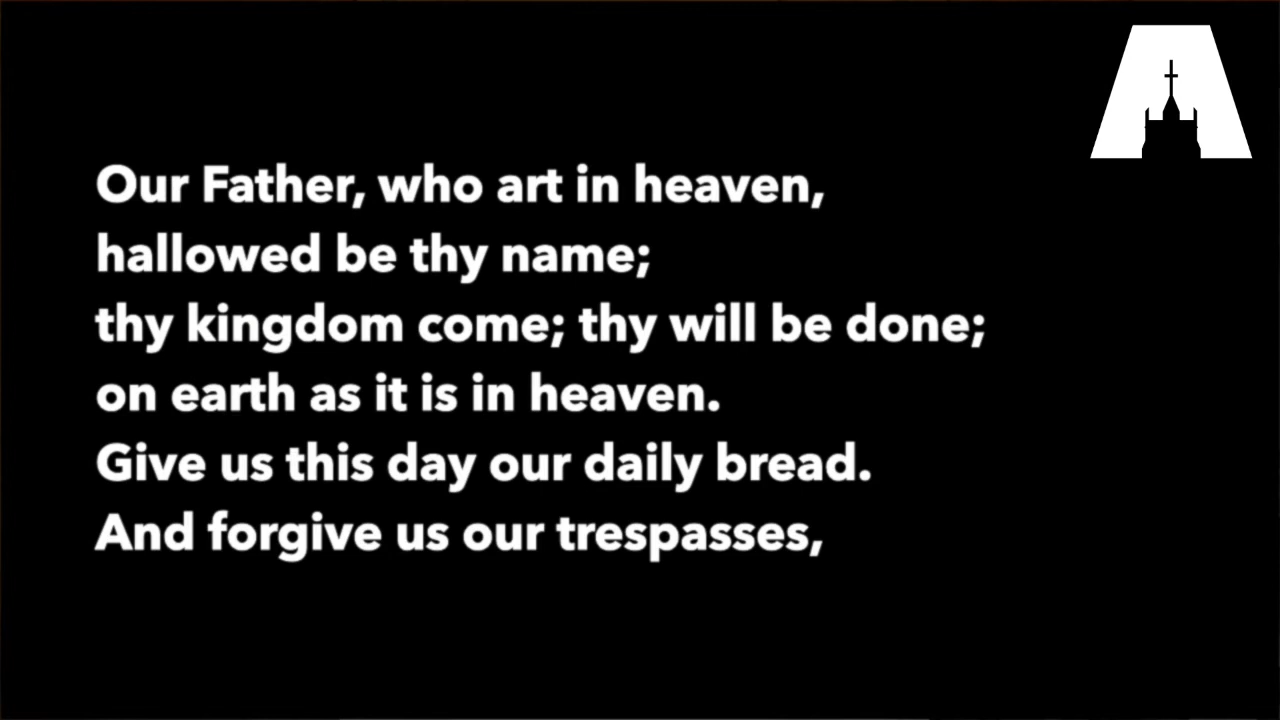 Our Father, who art in heaven,
hallowed be thy name;
thy kingdom come; thy will be done;
on earth as it is in heaven.
Give us this day our daily bread.
And forgive us our trespasses,